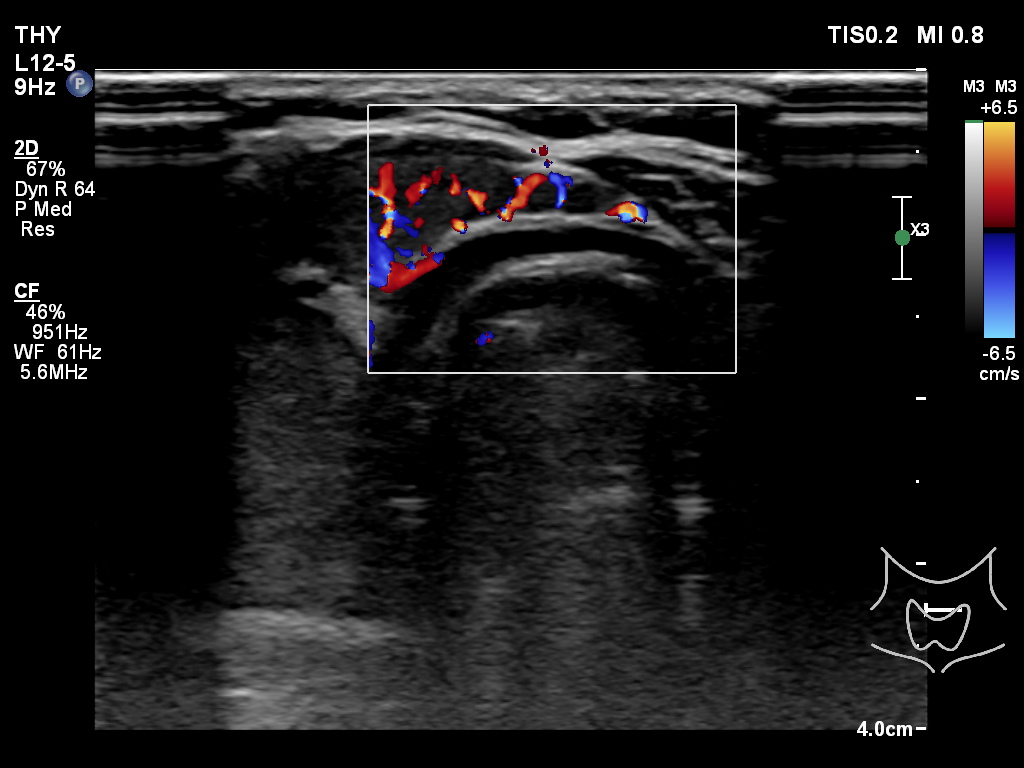 THY
L12-5
9Hz P
2D
67%
Dyn R 64
P Med
Res
CF
46%
951Hz
WF 61Hz
5.6MHz
TIS0.2 MI 0.8
M3 M3
+6.5
X3
-6.5
cm/s
4.0cm